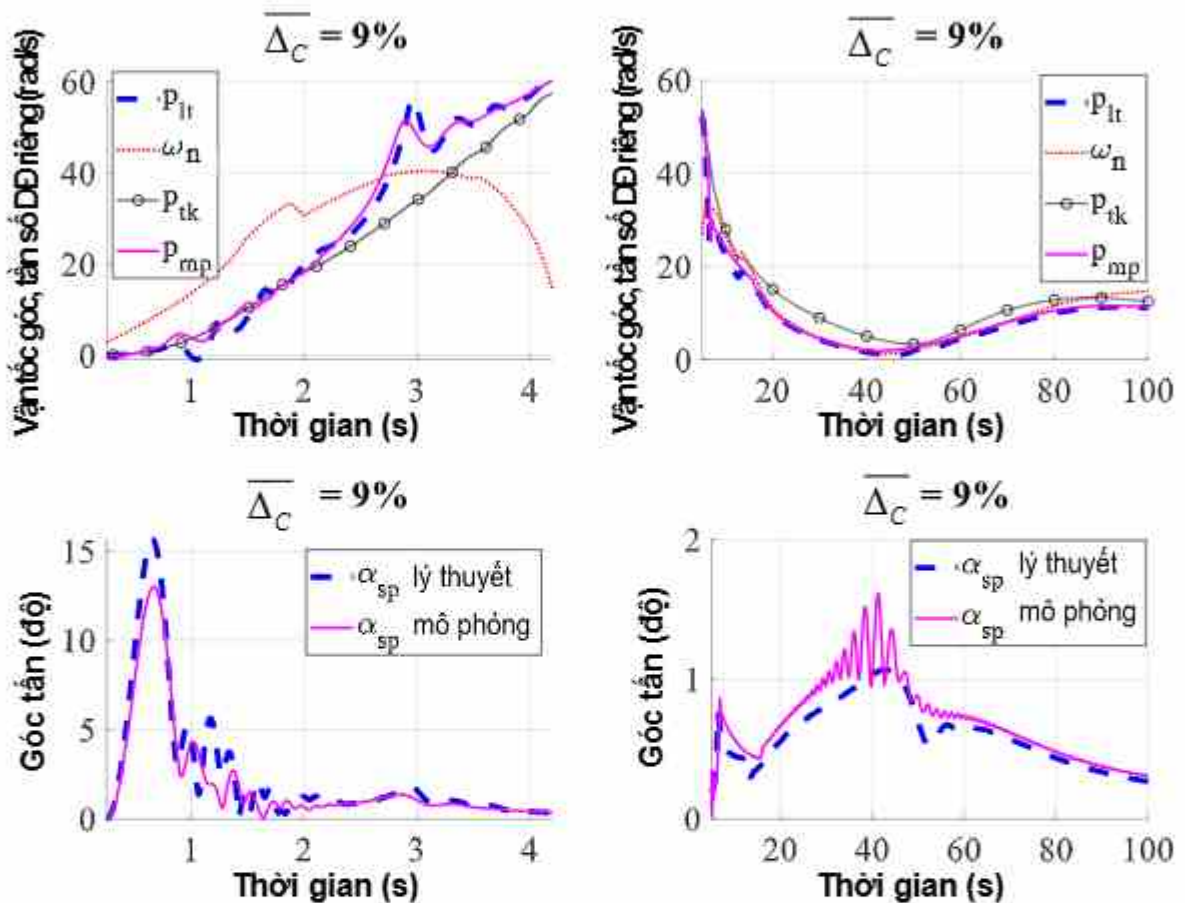 Δ_C = 9%
Vận tốc góc, tần số DĐ riêng (rad/s)
60
40
20
0
p_lt
ω_n
p_tk
p_mp
1 2 3 4
Thời gian (s)
Δ_C = 9%
Vận tốc góc, tần số DĐ riêng (rad/s)
60
40
20
0
p_lt
ω_n
p_tk
p_mp
20 40 60 80 100
Thời gian (s)
Δ_C = 9%
Góc tấn (độ)
15
10
5
0
α_sp lý thuyết
α_sp mô phỏng
1 2 3 4
Thời gian (s)
Δ_C = 9%
Góc tấn (độ)
2
1
0
α_sp lý thuyết
α_sp mô phỏng
20 40 60 80 100
Thời gian (s)